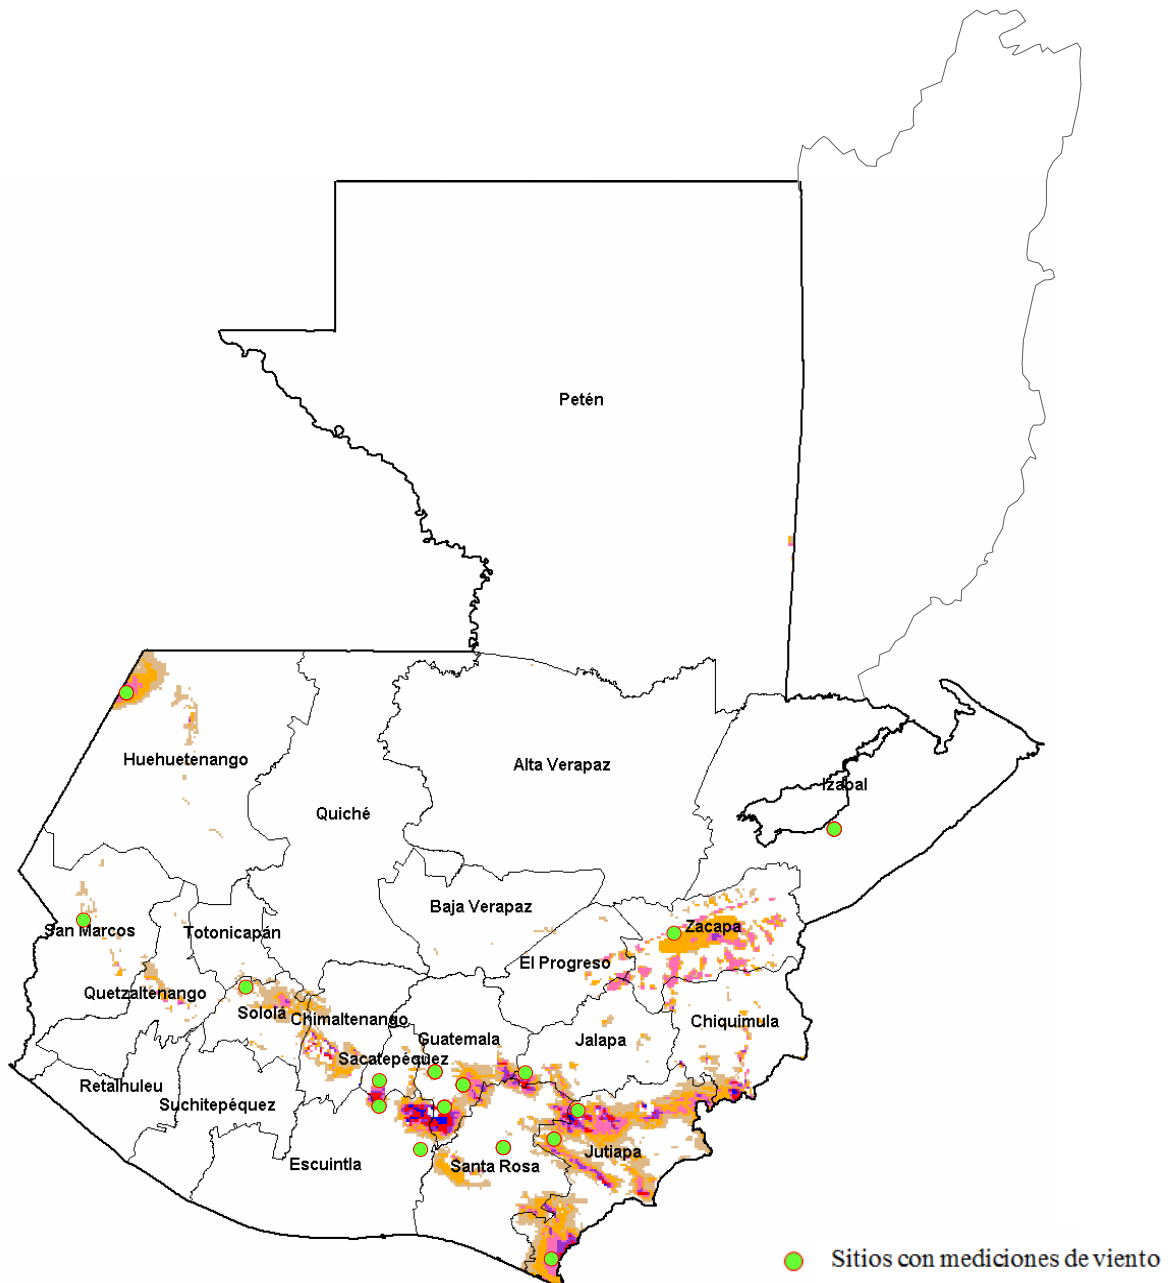 Petén
Huehuetenango
Alta Verapaz
Izabal
Quiché
Baja Verapaz
San Marcos
Totonicapán
Zacapa
El Progreso
Quetzaltenango
Sololá
Chimaltenango
Chiquimula
Guatemala
Jalapa
Sacatepéquez
Retalhuleu
Suchitepéquez
Escuintla
Santa Rosa
Jutiapa
Sitios con mediciones de viento